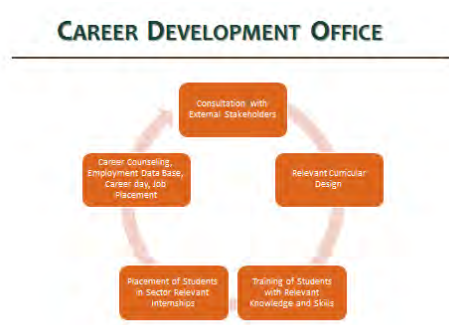 CAREER DEVELOPMENT OFFICE
Consultation with
External Stakeholders
Relevant Curricular
Design
Training of Students
with Relevant
Knowledge and Skills
Placement of Students
in Sector Relevant
Internships
Career Counseling,
Employment Data Base,
Career day, Job
Placement